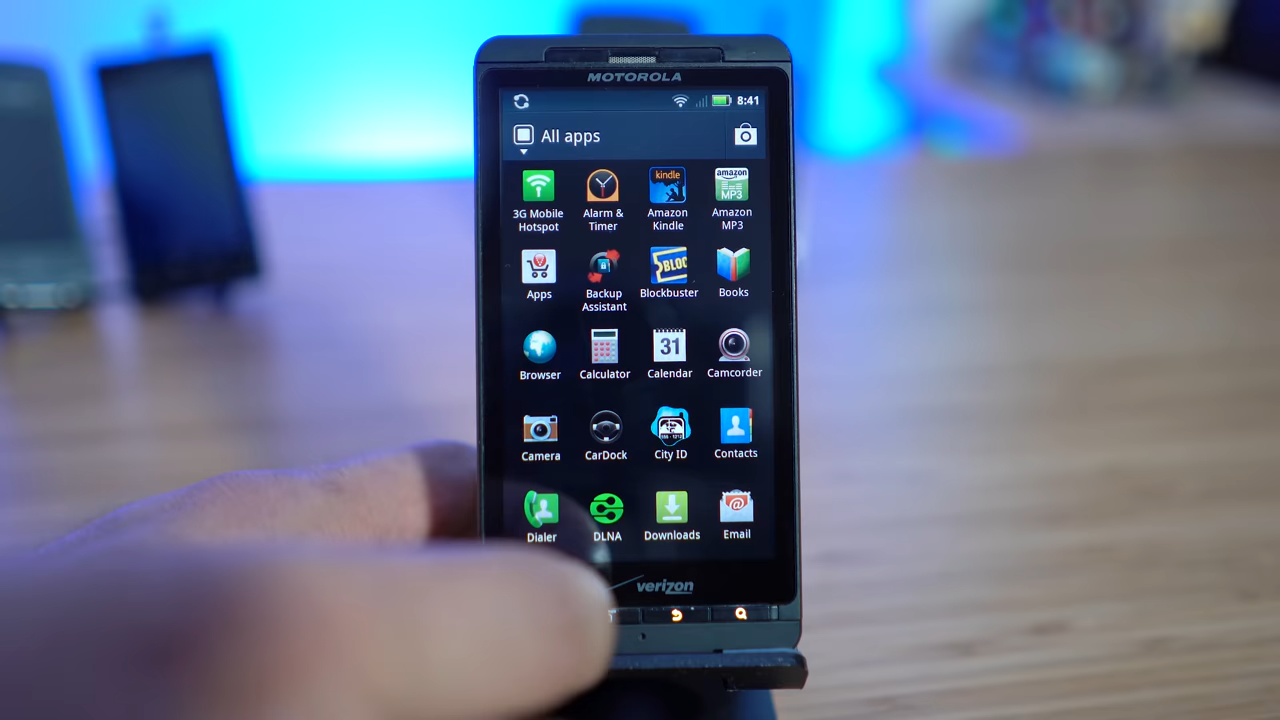 MOTOROLA
8:41
All apps
3G Mobile
Hotspot
Alarm &
Timer
kindle
Amazon
Kindle
amazon
MP3
Amazon
MP3
Apps
Backup
Assistant
BLOC
Blockbuster
Books
Browser
Calculator
31
Calendar
Camcorder
Camera
CarDock
City ID
Contacts
Dialer
DLNA
Downloads
@
Email
verizon